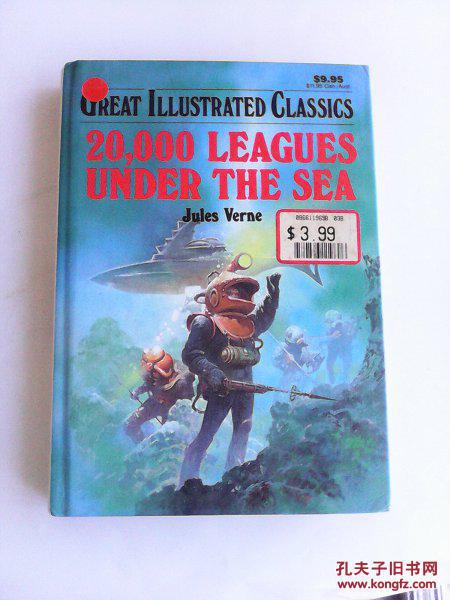 $9.95
GREAT ILLUSTRATED CLASSICS
20,000 LEAGUES
UNDER THE SEA
Jules Verne
$3.99
孔夫子旧书网
www.kongfz.com